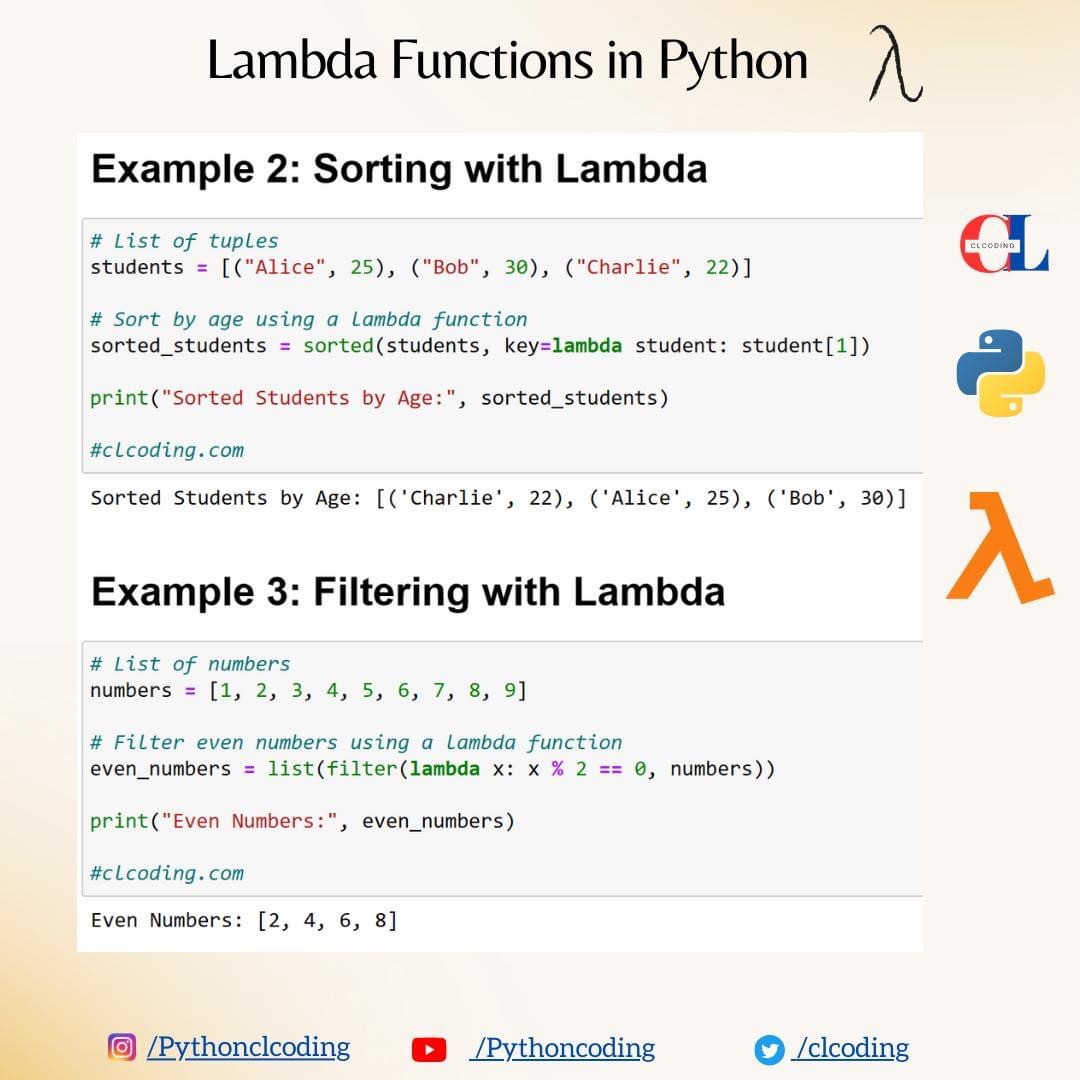 Lambda Functions in Python λ
Example 2: Sorting with Lambda
# List of tuples
students = [("Alice", 25), ("Bob", 30), ("Charlie", 22)]
# Sort by age using a lambda function
sorted_students = sorted(students, key=lambda student: student[1])
print("Sorted Students by Age:", sorted_students)
#clcoding.com
Sorted Students by Age: [('Charlie', 22), ('Alice', 25), ('Bob', 30)]
Example 3: Filtering with Lambda
# List of numbers
numbers = [1, 2, 3, 4, 5, 6, 7, 8, 9]
# Filter even numbers using a lambda function
even_numbers = list(filter(lambda x: x % 2 == 0, numbers))
print("Even Numbers:", even_numbers)
#clcoding.com
Even Numbers: [2, 4, 6, 8]
CL
CLCODING
λ
/Pythonclcoding
/Pythoncoding
/clcoding